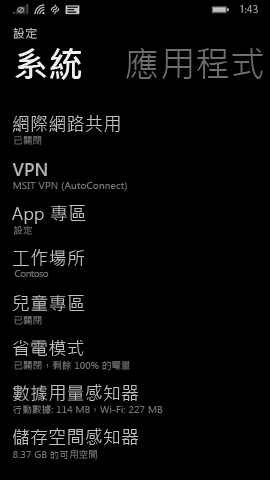 1:43
設定
系統 應用程式
網際網路共用
已關閉
VPN
MSIT VPN (AutoConnect)
App 專區
設定
工作場所
Contoso
兒童專區
已關閉
省電模式
已關閉，剩餘 100% 的電量
數據用量感知器
行動數據: 114 MB，Wi-Fi: 227 MB
儲存空間感知器
8.37 GB 的可用空間